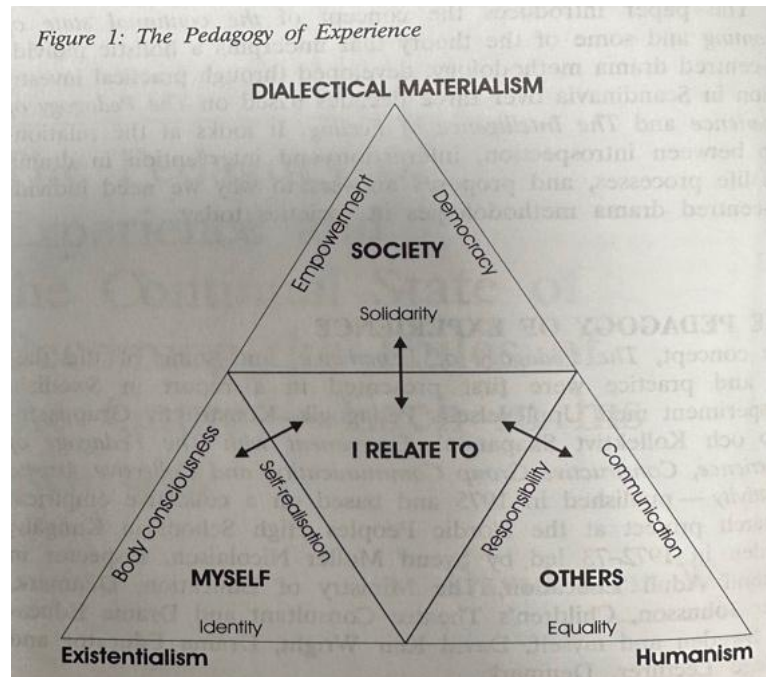 Figure 1: The Pedagogy of Experience
DIALECTICAL MATERIALISM
Empowerment
Democracy
SOCIETY
Solidarity
I RELATE TO
Body consciousness
Self-realisation
Responsibility
Communication
MYSELF
OTHERS
Identity
Equality
Existentialism
Humanism